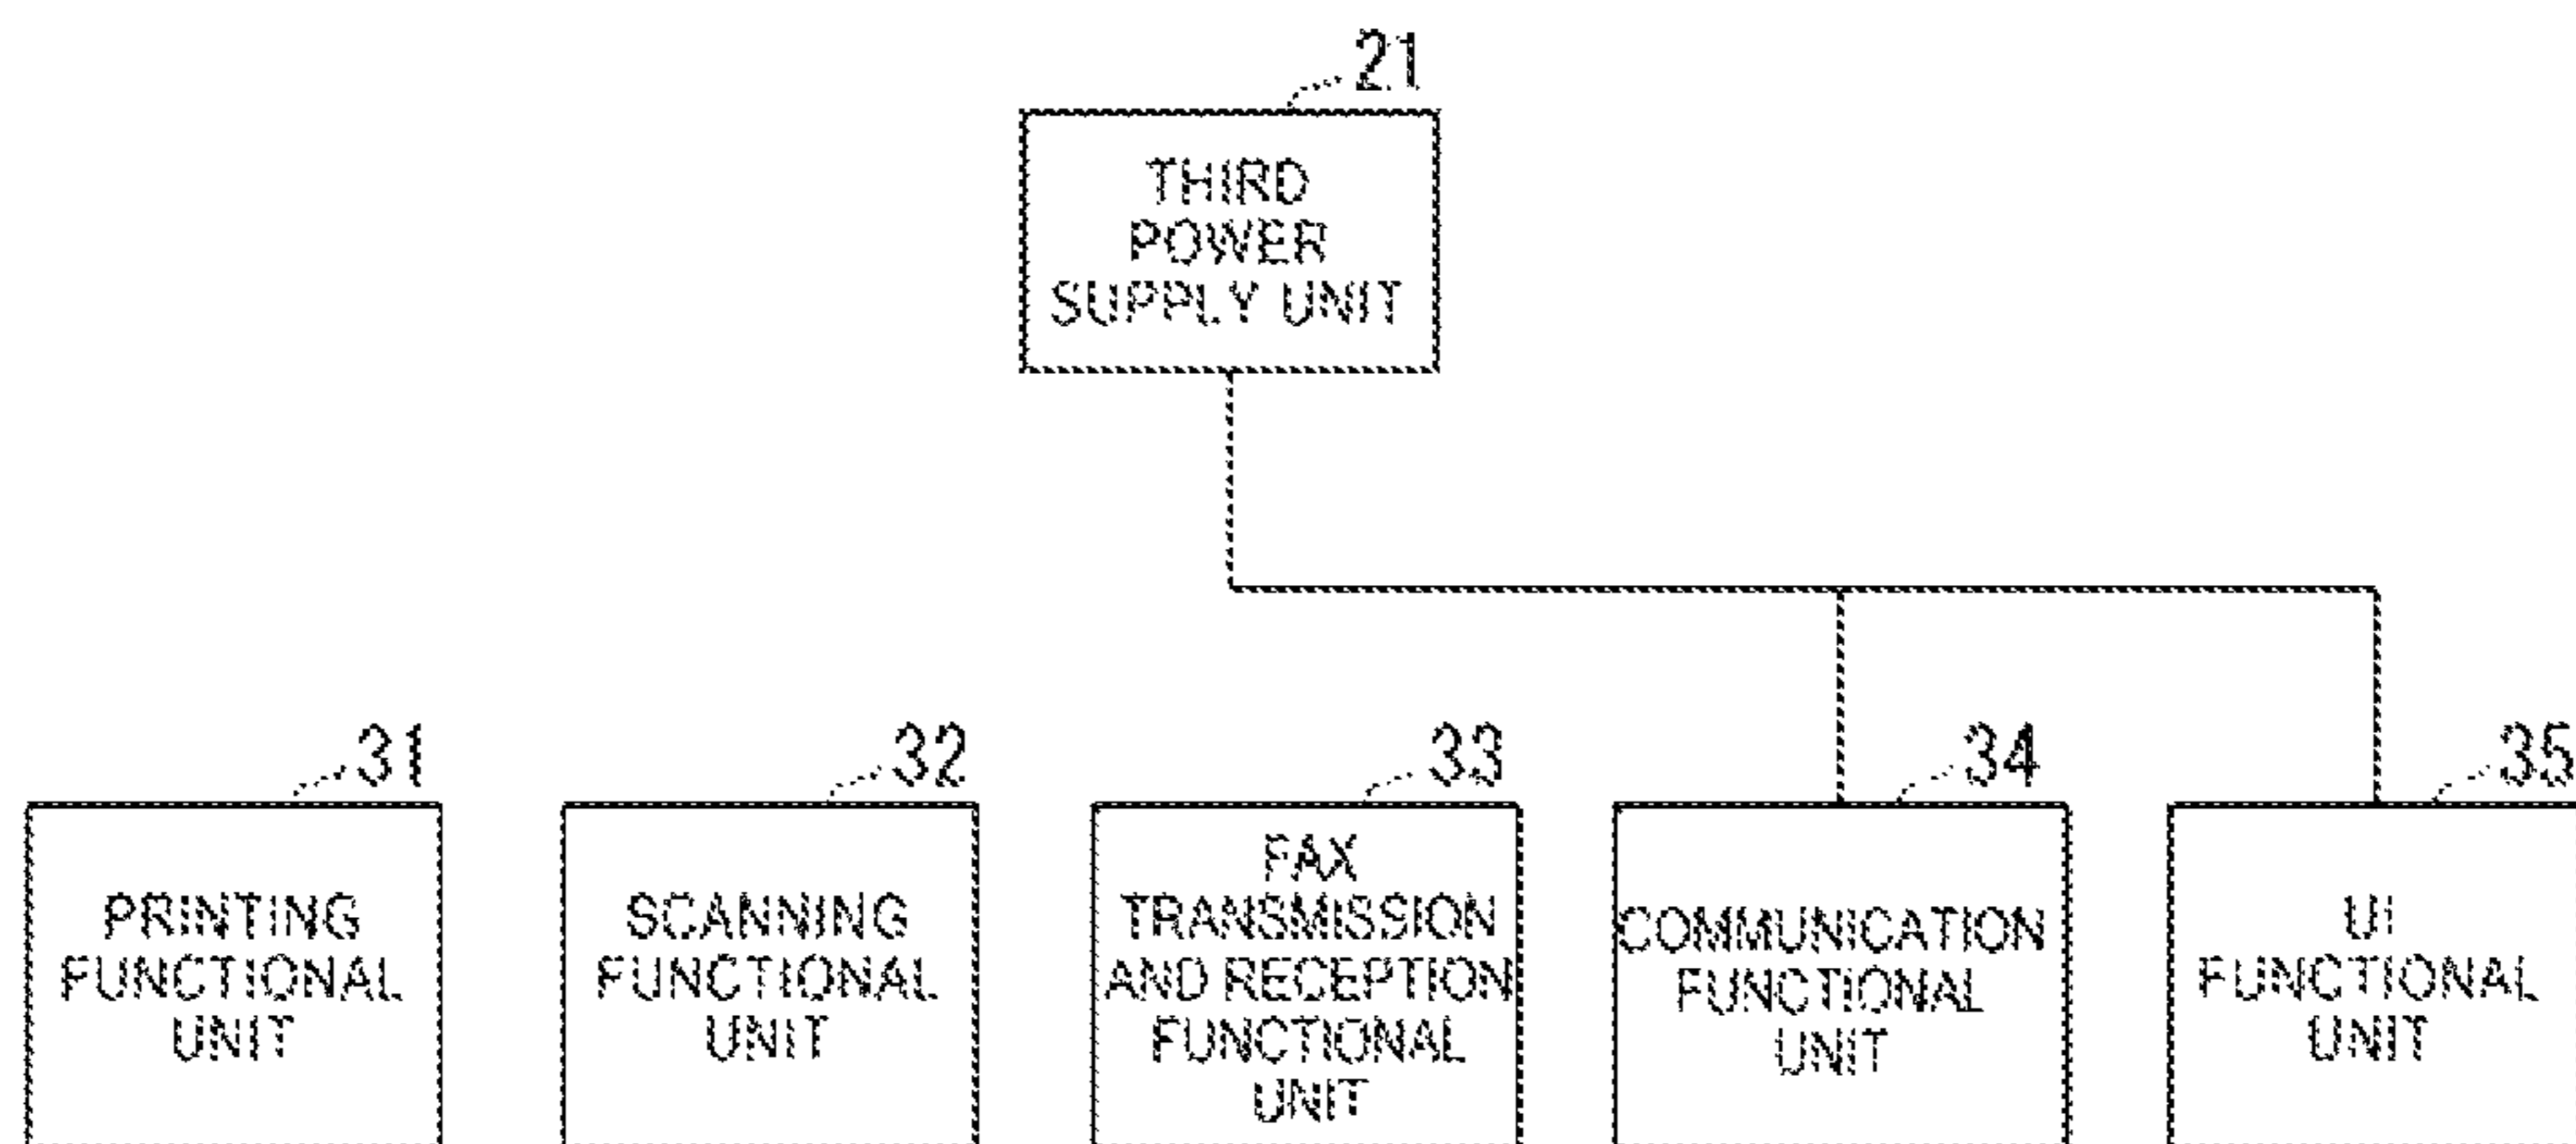 21
THIRD
POWER
SUPPLY UNIT
31
32
33
34
35
PRINTING
FUNCTIONAL
UNIT
SCANNING
FUNCTIONAL
UNIT
FAX
TRANSMISSION
AND RECEPTION
FUNCTIONAL
UNIT
COMMUNICATION
FUNCTIONAL
UNIT
UI
FUNCTIONAL
UNIT